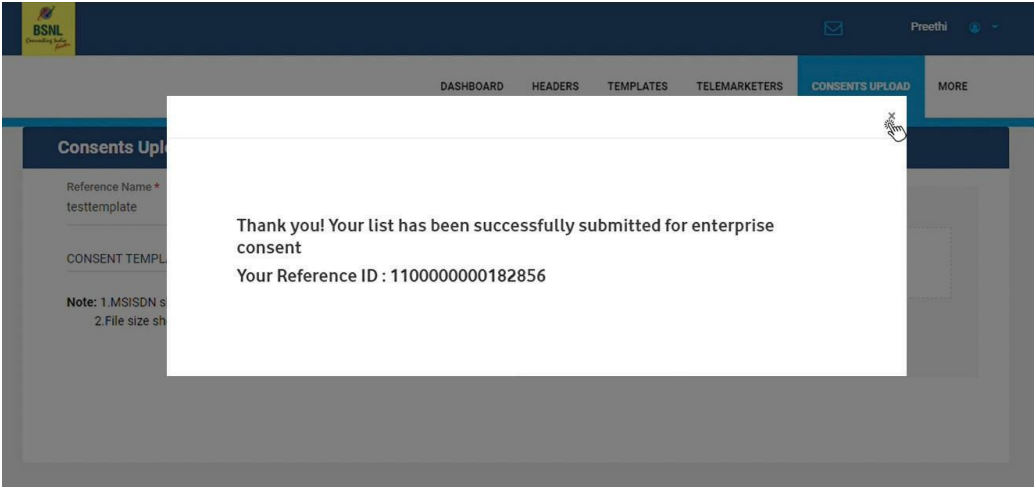 BSNL
Connecting India
Preethi
DASHBOARD HEADERS TEMPLATES TELEMARKETERS CONSENTS UPLOAD MORE
×
Consents Upl
Reference Name *
testtemplate
Thank you! Your list has been successfully submitted for enterprise
consent
CONSENT TEMPL
Your Reference ID : 1100000000182856
Note: 1.MSISDN s
2.File size sh